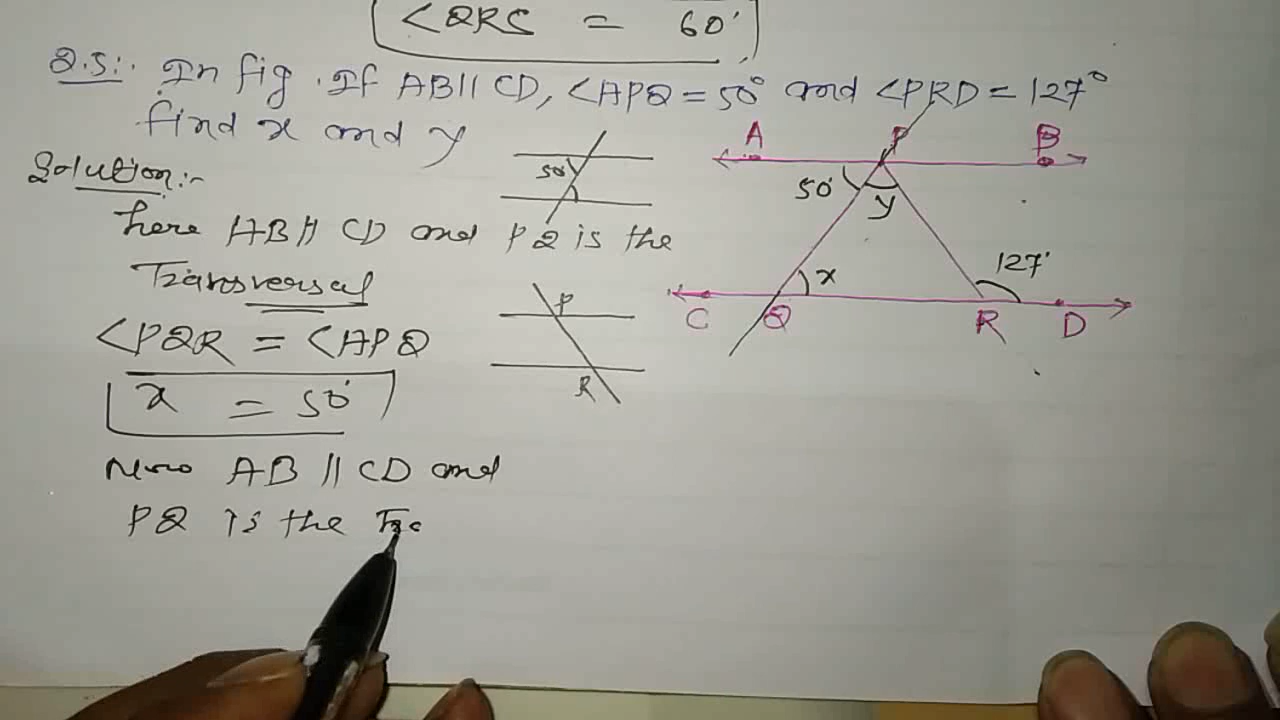 ∠QRS = 60°
Q.5:. In fig. If AB || CD, ∠APQ = 50° and ∠PRD = 127°
find x and y
Solution:-
here AB || CD and PQ is the
Transversal
∠PQR = ∠APQ
x = 50°
Now AB || CD and
PQ is the Tra
50°
P
R
A P B
50° y
x 127°
C Q R D